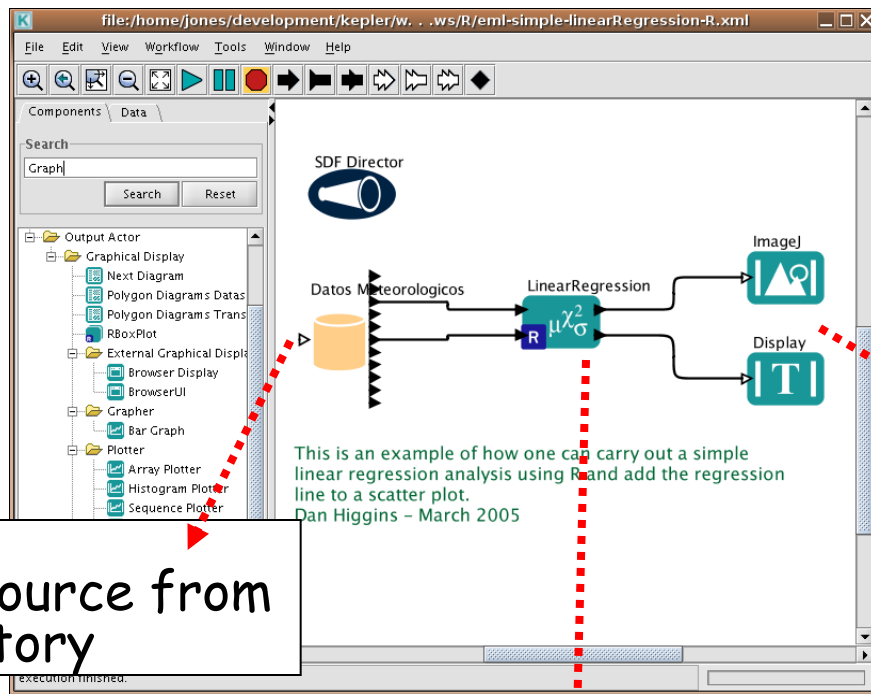 file:/home/jones/development/kepler/w. . .ws/R/eml-simple-linearRegression-R.xml
File Edit View Workflow Tools Window Help
Components Data
Search
Graph
Search Reset
Output Actor
Graphical Display
Next Diagram
Polygon Diagrams Datas
Polygon Diagrams Trans
RBoxPlot
External Graphical Displa
Browser Display
BrowserUI
Grapher
Bar Graph
Plotter
Array Plotter
Histogram Plotter
Sequence Plotter
SDF Director
Datos Meteorologicos
LinearRegression
R μχ²σ
ImageJ
Display
T
This is an example of how one can carry out a simple
linear regression analysis using R and add the regression
line to a scatter plot.
Dan Higgins – March 2005
ource from
tory
execution finished.